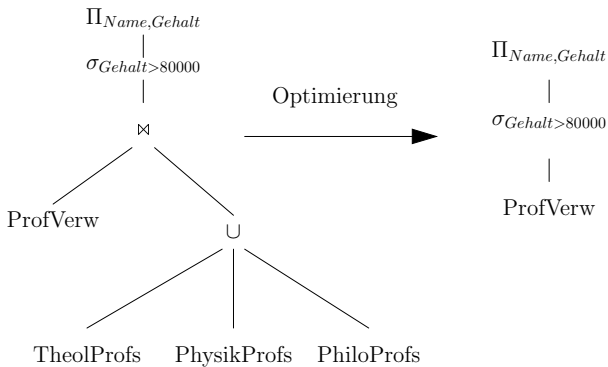 Π_{Name,Gehalt}
σ_{Gehalt>80000}
⋈
ProfVerw
∪
TheolProfs PhysikProfs PhiloProfs
Optimierung
Π_{Name,Gehalt}
σ_{Gehalt>80000}
ProfVerw